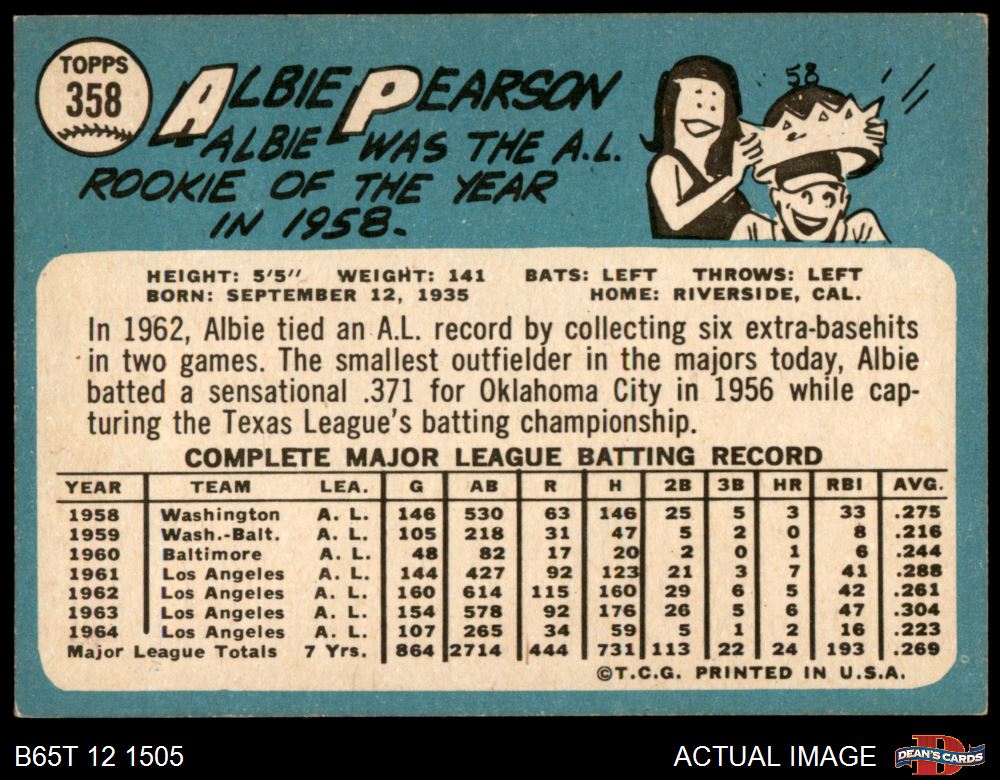 TOPPS
358
ALBIE PEARSON
ALBIE WAS THE A.L.
ROOKIE OF THE YEAR
IN 1958.
58
HEIGHT: 5'5" WEIGHT: 141 BATS: LEFT THROWS: LEFT
BORN: SEPTEMBER 12, 1935 HOME: RIVERSIDE, CAL.
In 1962, Albie tied an A.L. record by collecting six extra-basehits
in two games. The smallest outfielder in the majors today, Albie
batted a sensational .371 for Oklahoma City in 1956 while cap-
turing the Texas League's batting championship.
COMPLETE MAJOR LEAGUE BATTING RECORD
YEAR TEAM LEA. G AB R H 2B 3B HR RBI AVG.
1958 Washington A. L. 146 530 63 146 25 5 3 33 .275
1959 Wash.-Balt. A. L. 105 218 31 47 5 2 0 8 .216
1960 Baltimore A. L. 48 82 17 20 2 0 1 6 .244
1961 Los Angeles A. L. 144 427 92 123 21 3 7 41 .288
1962 Los Angeles A. L. 160 614 115 160 29 6 5 42 .261
1963 Los Angeles A. L. 154 578 92 176 26 5 6 47 .304
1964 Los Angeles A. L. 107 265 34 59 5 1 2 16 .223
Major League Totals 7 Yrs. 864 2714 444 731 113 22 24 193 .269
©T.C.G. PRINTED IN U.S.A.
B65T 12 1505
ACTUAL IMAGE
D
DEAN'S CARDS